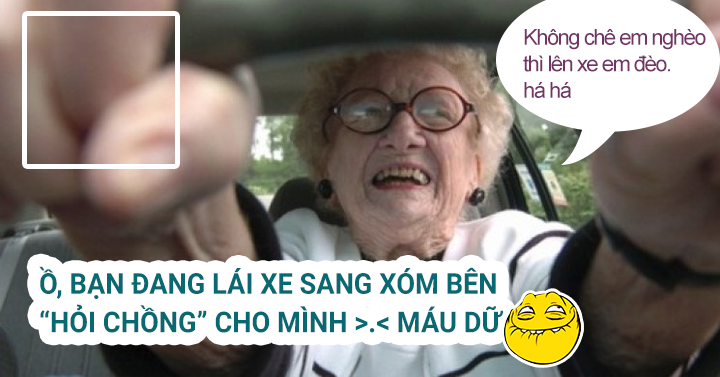 Không chê em nghèo
thì lên xe em đèo.
há há
Ồ, BẠN ĐANG LÁI XE SANG XÓM BÊN
“HỎI CHỒNG” CHO MÌNH >.< MÁU DỮ